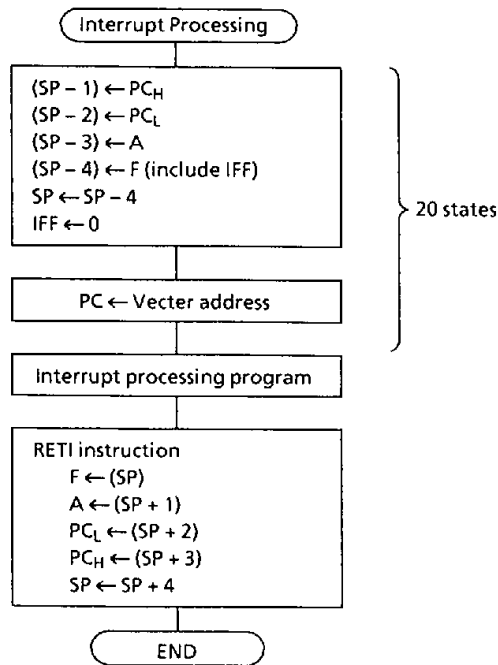 Interrupt Processing
(SP – 1) ← PCH
(SP – 2) ← PCL
(SP – 3) ← A
(SP – 4) ← F (include IFF)
SP ← SP – 4
IFF ← 0
20 states
PC ← Vecter address
Interrupt processing program
RETI instruction
F ← (SP)
A ← (SP + 1)
PCL ← (SP + 2)
PCH ← (SP + 3)
SP ← SP + 4
END